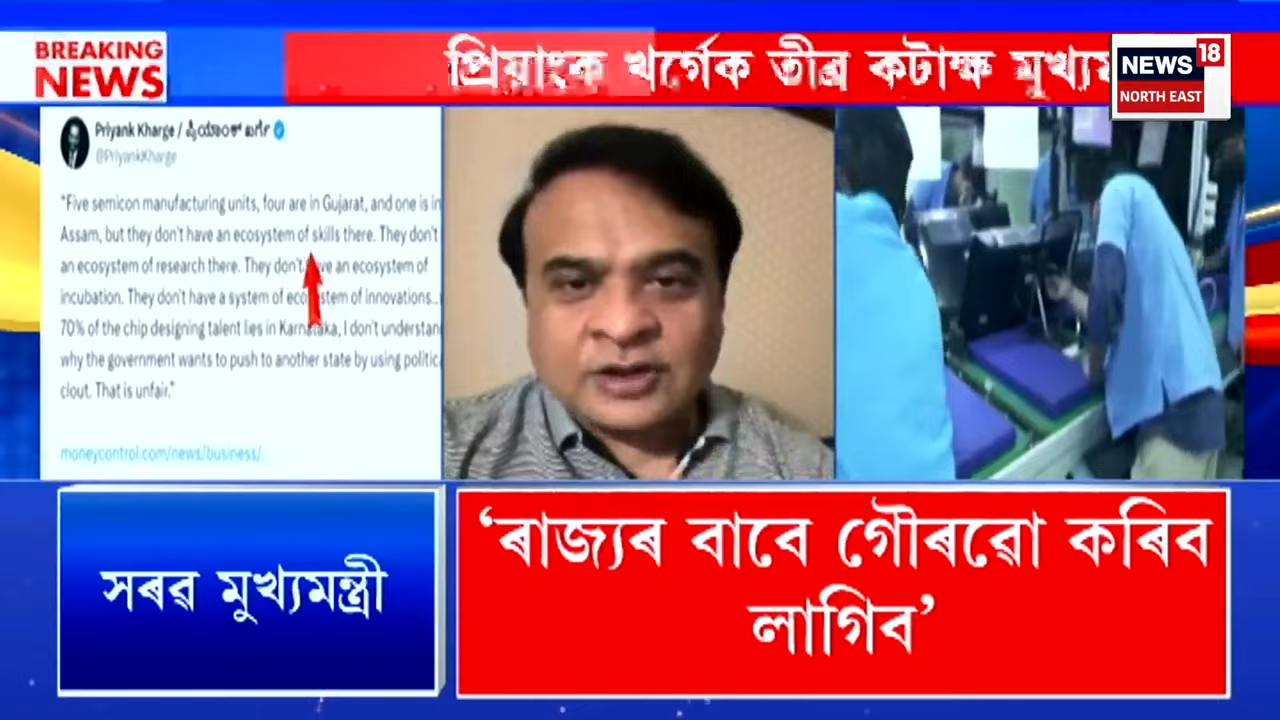 BREAKING
NEWS
প্ৰিয়াংক খৰ্গেক তীব্ৰ কটাক্ষ
NEWS 18
NORTH EAST
Priyank Kharge / ಪ್ರಿಯಾಂಕ್ ಖರ್ಗೆ
@PriyankKharge
"Five semicon manufacturing units, four are in Gujarat, and one is in
Assam, but they don't have an ecosystem of skills there. They don't
an ecosystem of research there. They don't have an ecosystem of
incubation. They don't have a system of ecosystem of innovations..
70% of the chip designing talent lies in Karnataka, I don't understan
why the government wants to push to another state by using politic
clout. That is unfair."
moneycontrol.com/news/business/...
সৰৱ মুখ্যমন্ত্ৰী
‘ৰাজ্যৰ বাবে গৌৰৱো কৰিব
লাগিব’